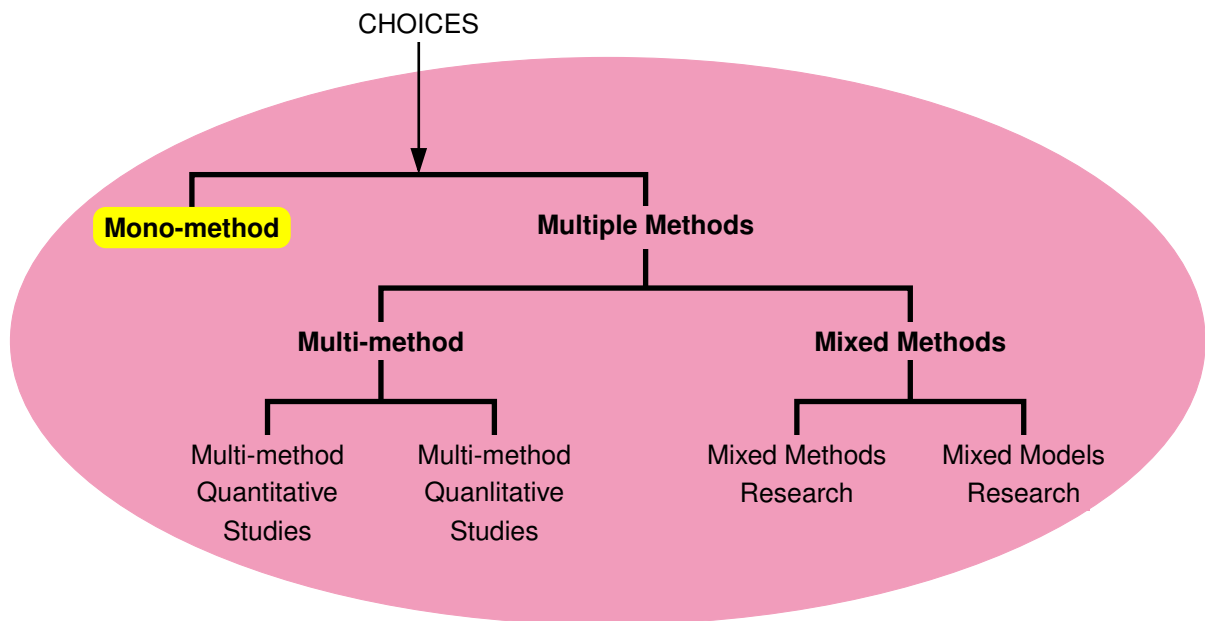 CHOICES
Mono-method
Multiple Methods
Multi-method
Mixed Methods
Multi-method
Quantitative
Studies
Multi-method
Quanlitative
Studies
Mixed Methods
Research
Mixed Models
Research